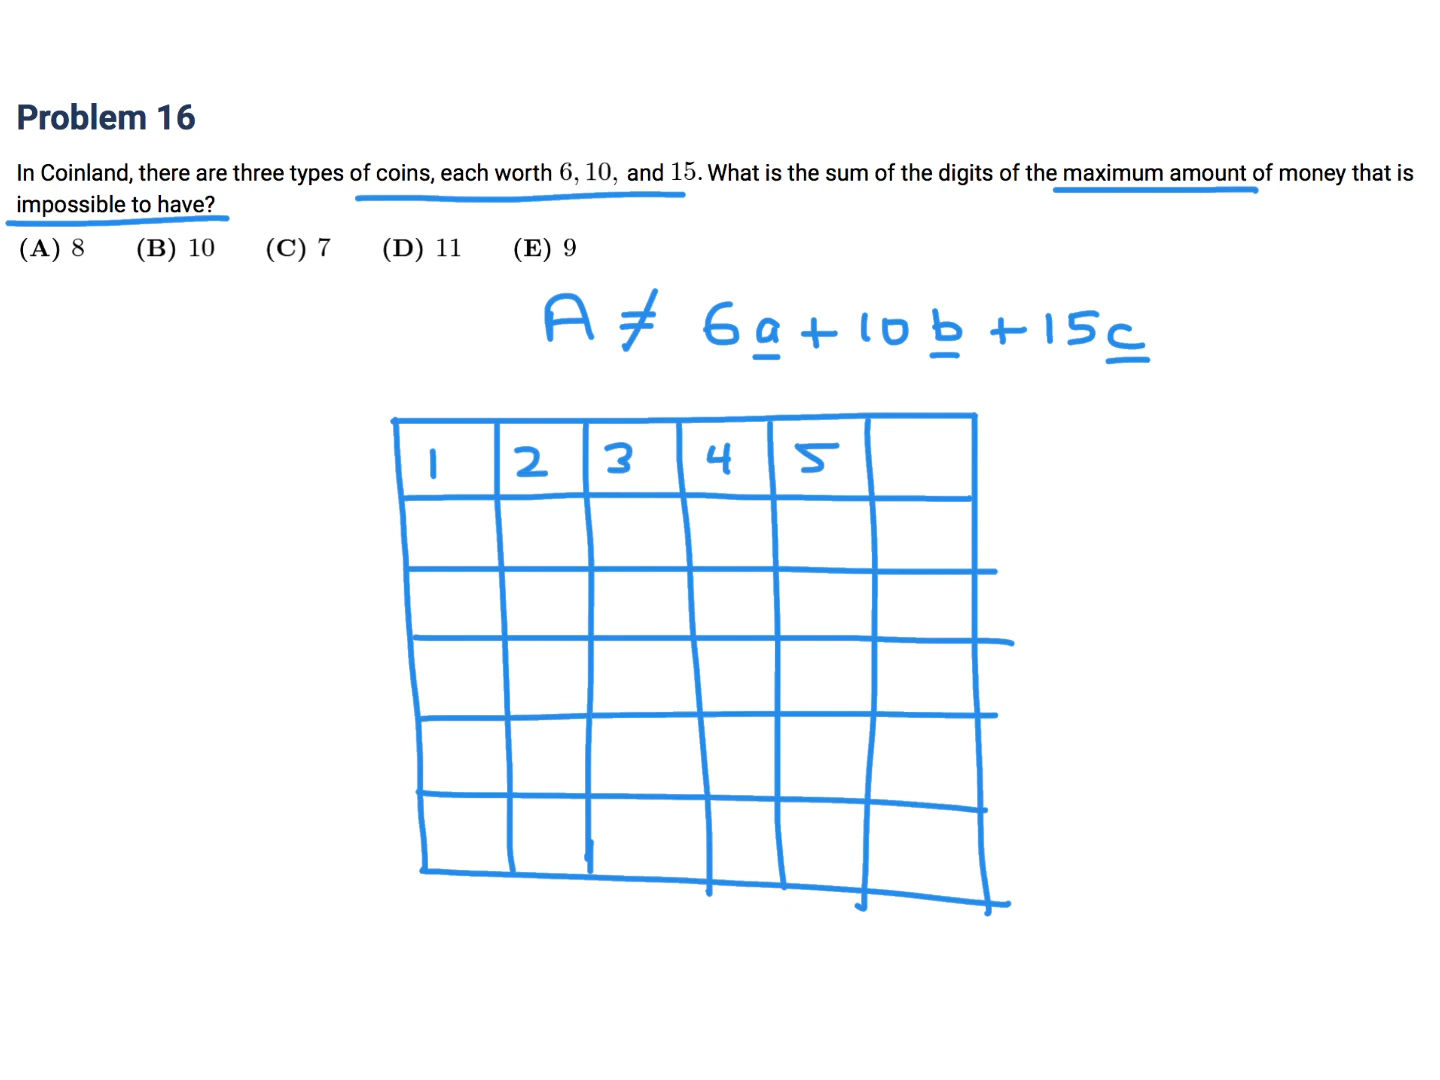 Problem 16
In Coinland, there are three types of coins, each worth 6, 10, and 15. What is the sum of the digits of the maximum amount of money that is
impossible to have?
(A) 8 (B) 10 (C) 7 (D) 11 (E) 9
A ≠ 6a + 10b + 15c
1 2 3 4 5